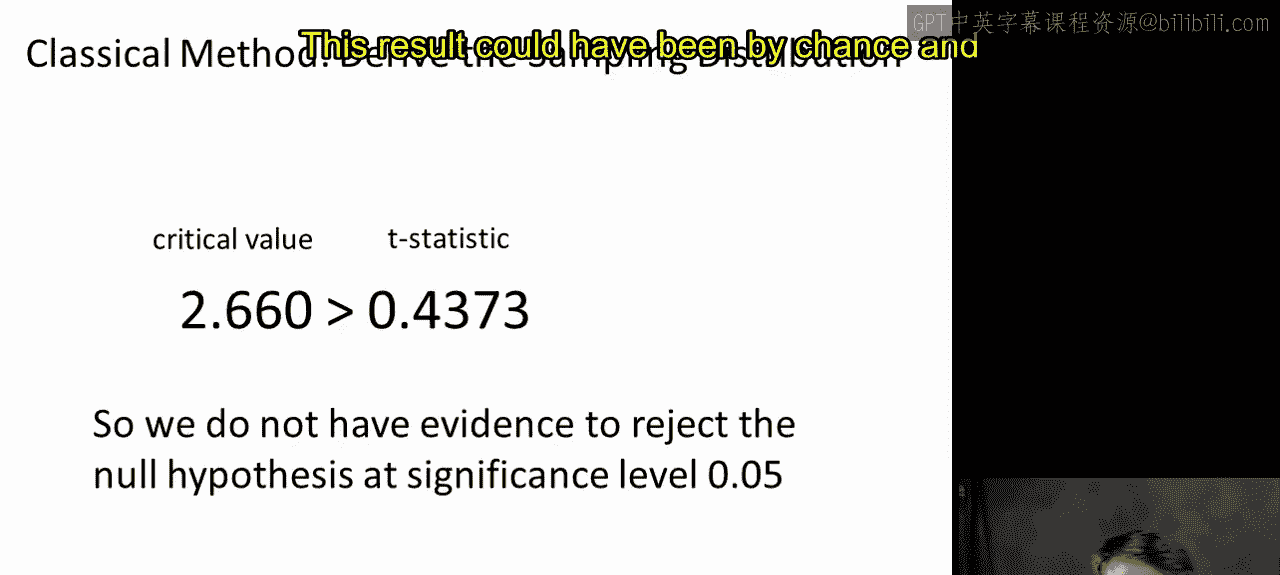 GPT中英字幕课程资源@bilibili.com
This result could have been by chance and
Classical Method: Derive the Sampling Distribution
critical value t-statistic
2.660 > 0.4373
So we do not have evidence to reject the
null hypothesis at significance level 0.05